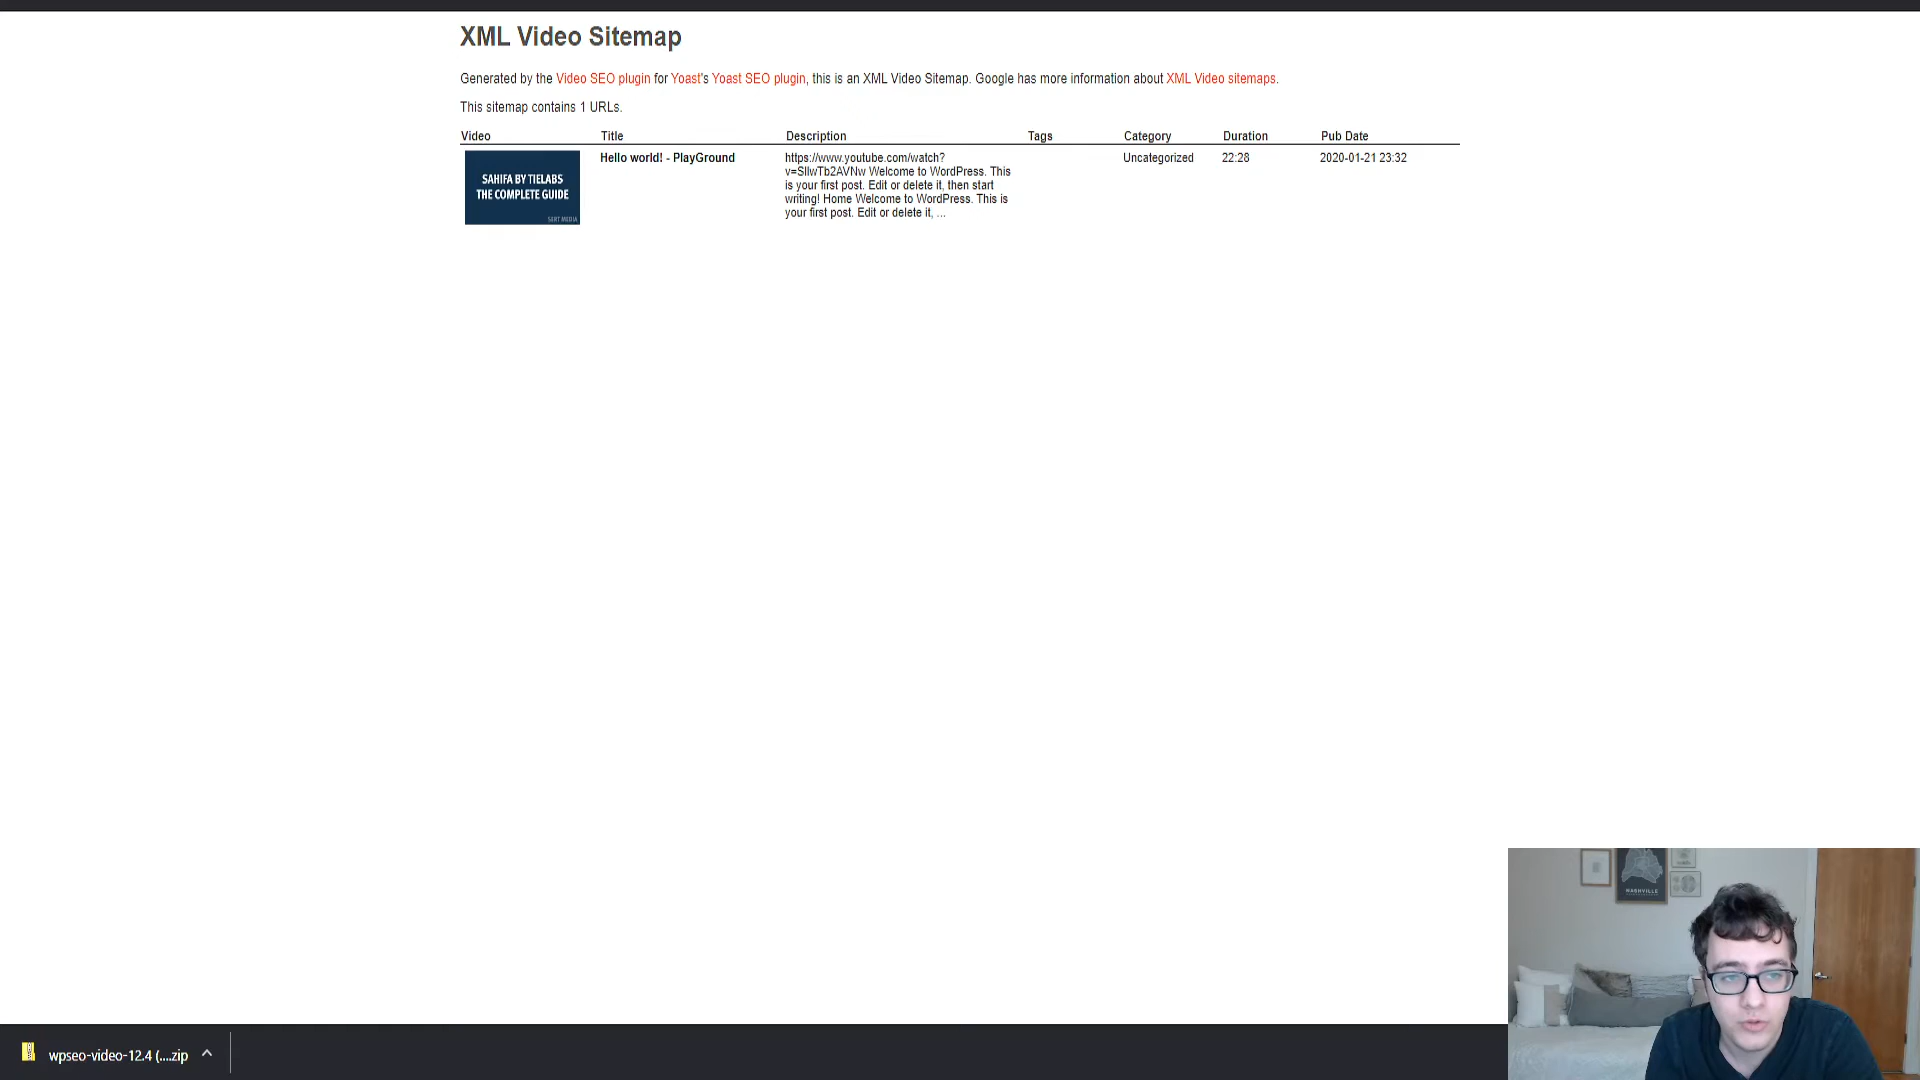 XML Video Sitemap
Generated by the Video SEO plugin for Yoast's Yoast SEO plugin, this is an XML Video Sitemap. Google has more information about XML Video sitemaps.
This sitemap contains 1 URLs.
Video Title Description Tags Category Duration Pub Date
SAHIFA BY TIELABS
THE COMPLETE GUIDE
SERT MEDIA
Hello world! - PlayGround
https://www.youtube.com/watch?
v=SIlwTb2AVNw Welcome to WordPress. This
is your first post. Edit or delete it, then start
writing! Home Welcome to WordPress. This is
your first post. Edit or delete it, ...
Uncategorized
22:28
2020-01-21 23:32
NASHVILLE
wpseo-video-12.4 (....zip